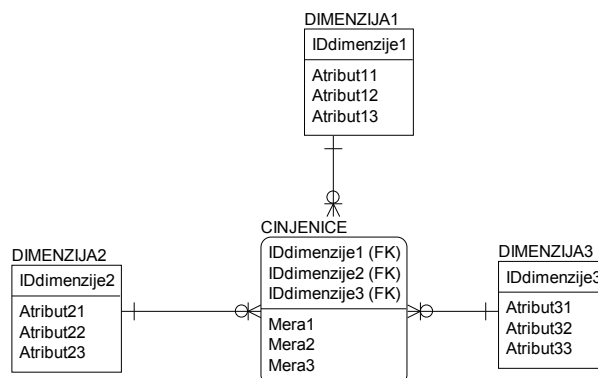 DIMENZIJA1
IDdimenzije1
Atribut11
Atribut12
Atribut13
CINJENICE
IDdimenzije1 (FK)
IDdimenzije2 (FK)
IDdimenzije3 (FK)
Mera1
Mera2
Mera3
DIMENZIJA2
IDdimenzije2
Atribut21
Atribut22
Atribut23
DIMENZIJA3
IDdimenzije3
Atribut31
Atribut32
Atribut33